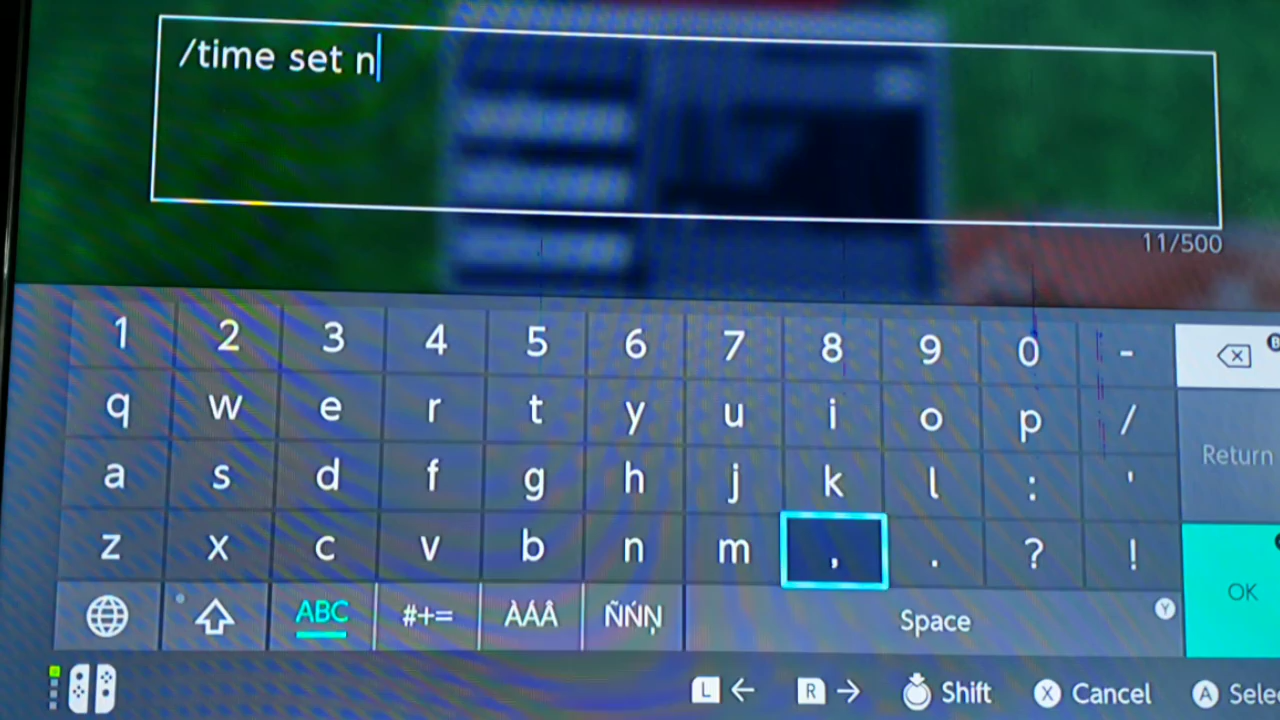 /time set n
11/500
1 2 3 4 5 6 7 8 9 0 -
q w e r t y u i o p /
Return
a s d f g h j k l : '
z x c v b n m , . ? !
OK
ABC #+= ÀÁÂ ÑŃŅ Space Y
L R Shift X Cancel A